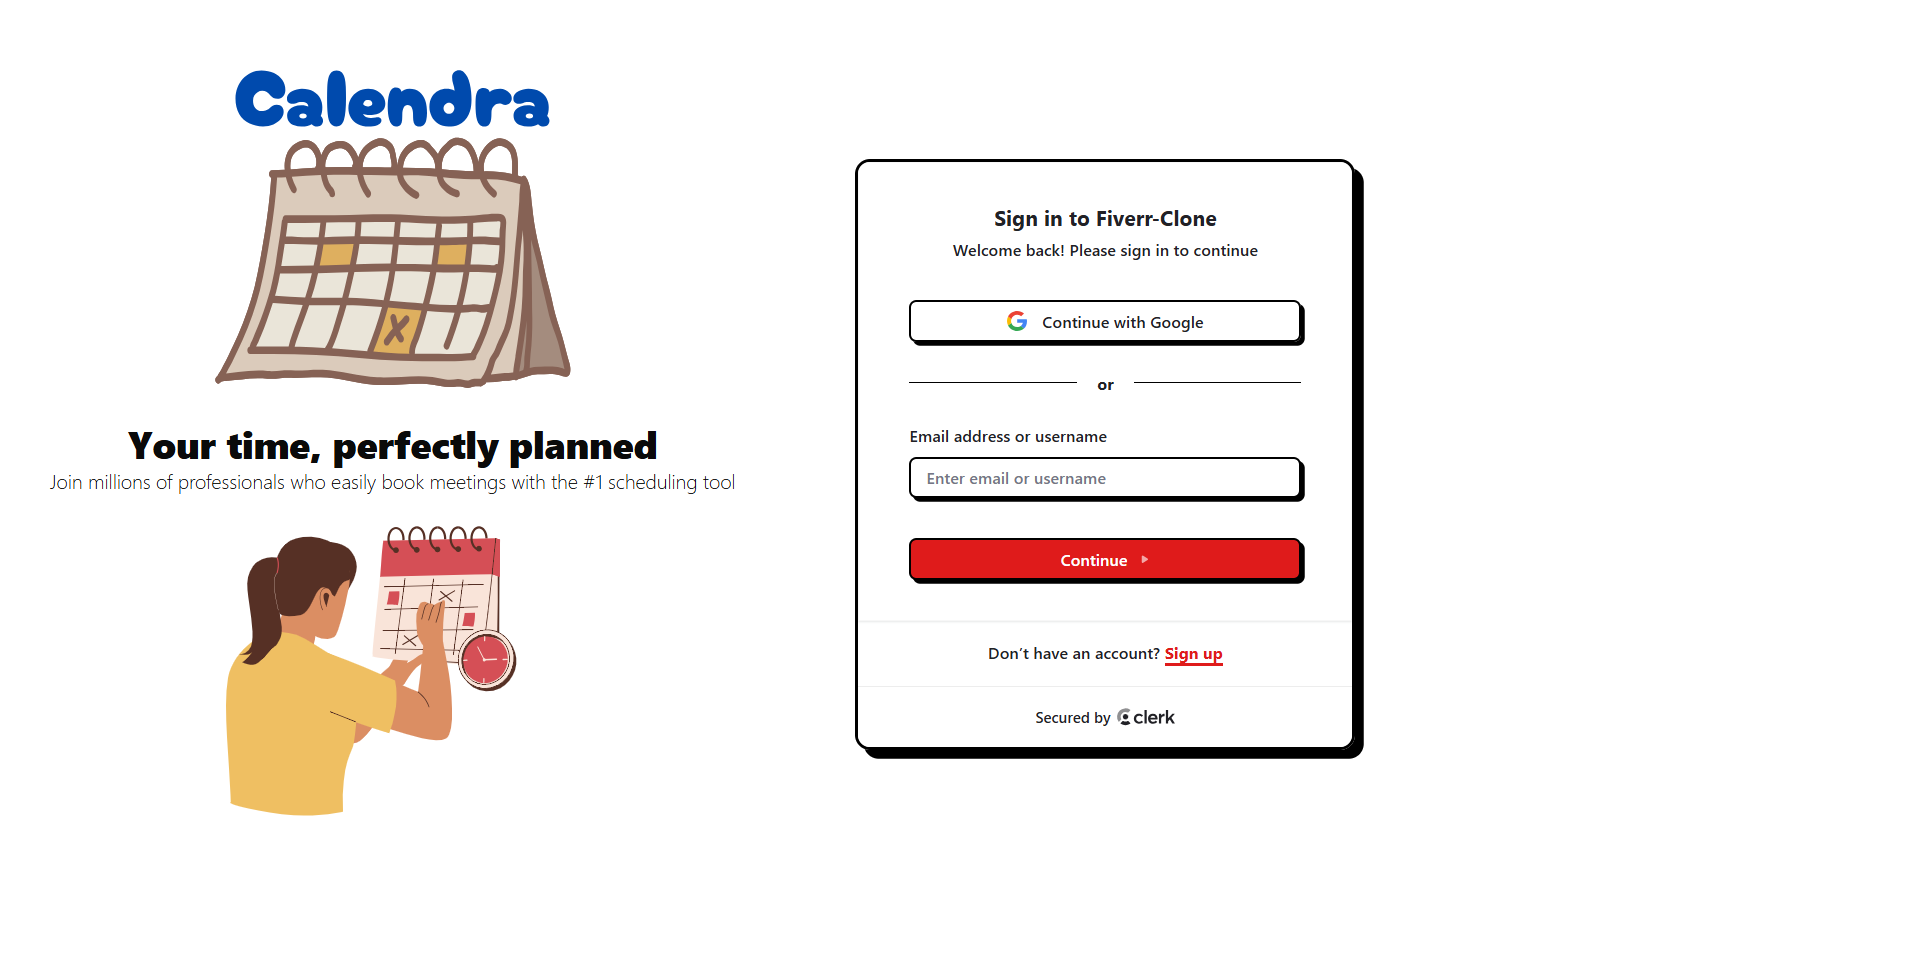 Calendra
Your time, perfectly planned
Join millions of professionals who easily book meetings with the #1 scheduling tool
Sign in to Fiverr-Clone
Welcome back! Please sign in to continue
Continue with Google
or
Email address or username
Enter email or username
Continue
Don’t have an account? Sign up
Secured by clerk